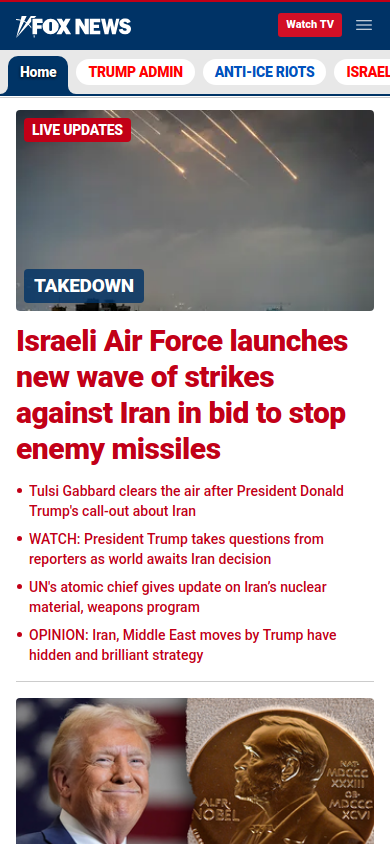 FOX NEWS
Watch TV
Home
TRUMP ADMIN
ANTI-ICE RIOTS
ISRAEL
LIVE UPDATES
TAKEDOWN
Israeli Air Force launches
new wave of strikes
against Iran in bid to stop
enemy missiles
• Tulsi Gabbard clears the air after President Donald
Trump's call-out about Iran
• WATCH: President Trump takes questions from
reporters as world awaits Iran decision
• UN's atomic chief gives update on Iran’s nuclear
material, weapons program
• OPINION: Iran, Middle East moves by Trump have
hidden and brilliant strategy
ALFR.
NOBEL
NAT.
MDCCC
XXXIII
OB.
MDCCC
XCVI